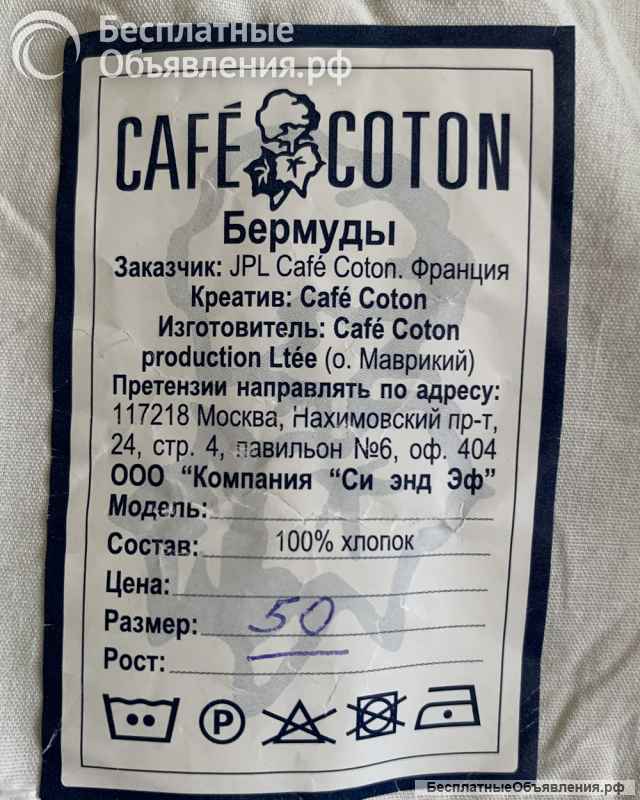 Бесплатные
Объявления.рф
CAFÉ COTON
Бермуды
Заказчик: JPL Café Coton. Франция
Креатив: Café Coton
Изготовитель: Café Coton
production Ltée (о. Маврикий)
Претензии направлять по адресу:
117218 Москва, Нахимовский пр-т,
24, стр. 4, павильон №6, оф. 404
ООО “Компания “Си энд Эф”
Модель:
Состав: 100% хлопок
Цена:
Размер: 50
Рост:
P
БесплатныеОбъявления.рф